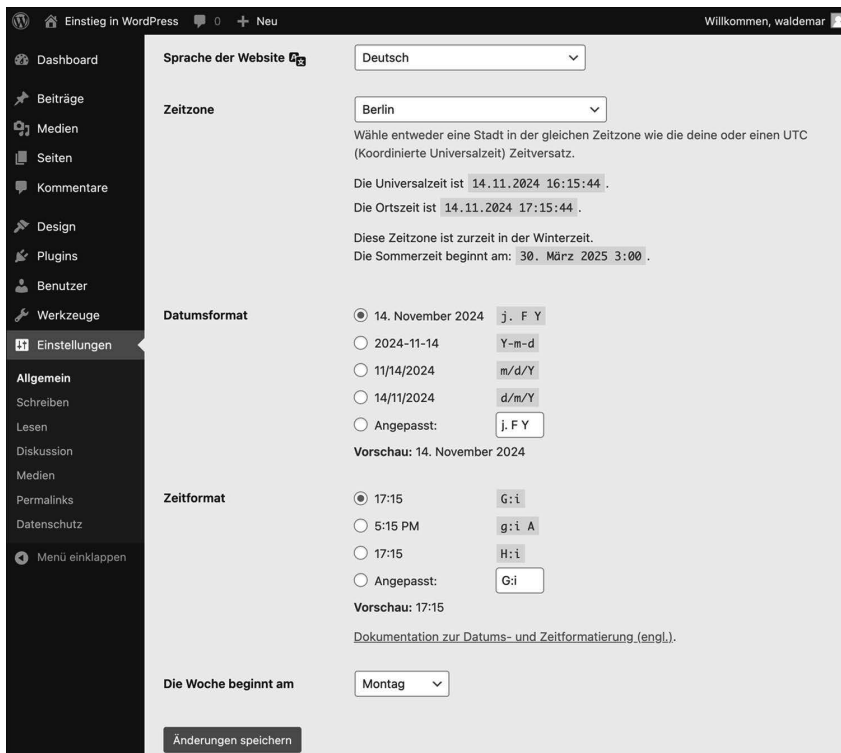 Einstieg in WordPress 0 + Neu Willkommen, waldemar
Dashboard
Beiträge
Medien
Seiten
Kommentare
Design
Plugins
Benutzer
Werkzeuge
Einstellungen
Allgemein
Schreiben
Lesen
Diskussion
Medien
Permalinks
Datenschutz
Menü einklappen
Sprache der Website Deutsch
Zeitzone Berlin
Wähle entweder eine Stadt in der gleichen Zeitzone wie die deine oder einen UTC
(Koordinierte Universalzeit) Zeitversatz.
Die Universalzeit ist 14.11.2024 16:15:44 .
Die Ortszeit ist 14.11.2024 17:15:44 .
Diese Zeitzone ist zurzeit in der Winterzeit.
Die Sommerzeit beginnt am: 30. März 2025 3:00 .
Datumsformat 14. November 2024 j. F Y
2024-11-14 Y-m-d
11/14/2024 m/d/Y
14/11/2024 d/m/Y
Angepasst: j. F Y
Vorschau: 14. November 2024
Zeitformat 17:15 G:i
5:15 PM g:i A
17:15 H:i
Angepasst: G:i
Vorschau: 17:15
Dokumentation zur Datums- und Zeitformatierung (engl.).
Die Woche beginnt am Montag
Änderungen speichern